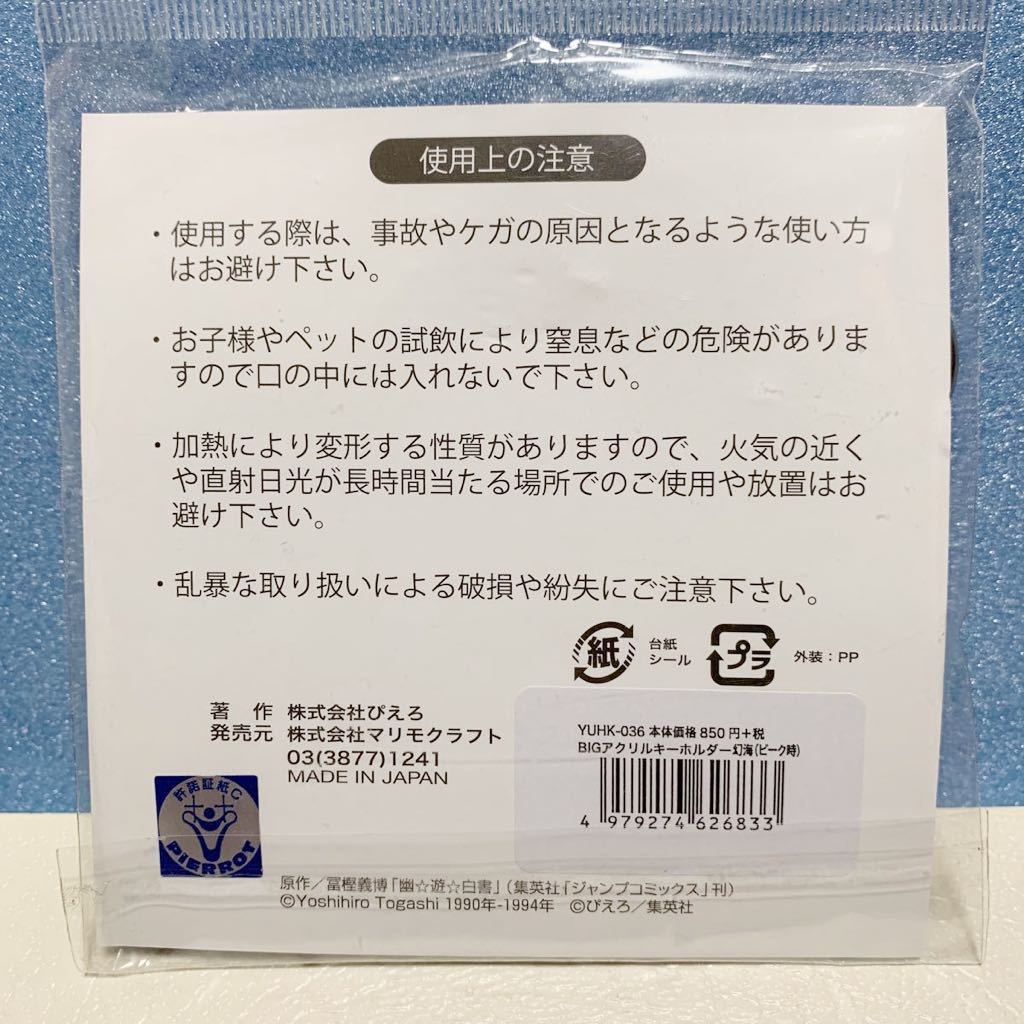 使用上の注意
・使用する際は、事故やケガの原因となるような使い方
はお避け下さい。
・お子様やペットの試飲により窒息などの危険がありま
すので口の中には入れないで下さい。
・加熱により変形する性質がありますので、火気の近く
や直射日光が長時間当たる場所でのご使用や放置はお
避け下さい。
・乱暴な取り扱いによる破損や紛失にご注意下さい。
紙 台紙
シール
プラ 外装：PP
著　作　株式会社ぴえろ
発売元　株式会社マリモクラフト
03(3877)1241
MADE IN JAPAN
YUHK-036 本体価格 850円+税
BIGアクリルキーホルダー幻海(ピーク時)
4 979274 626833
許諾証紙C
PIERROT
原作／冨樫義博「幽☆遊☆白書」（集英社「ジャンプコミックス」刊）
©Yoshihiro Togashi 1990年-1994年　©ぴえろ／集英社